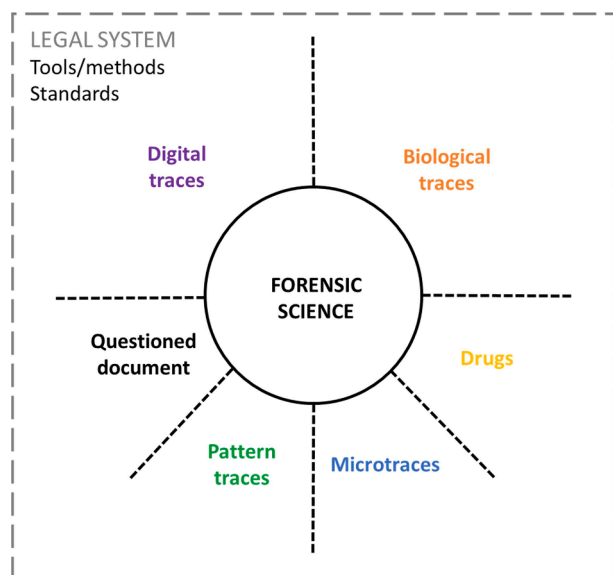 LEGAL SYSTEM
Tools/methods
Standards
Digital
traces
Biological
traces
FORENSIC
SCIENCE
Questioned
document
Drugs
Pattern
traces
Microtraces